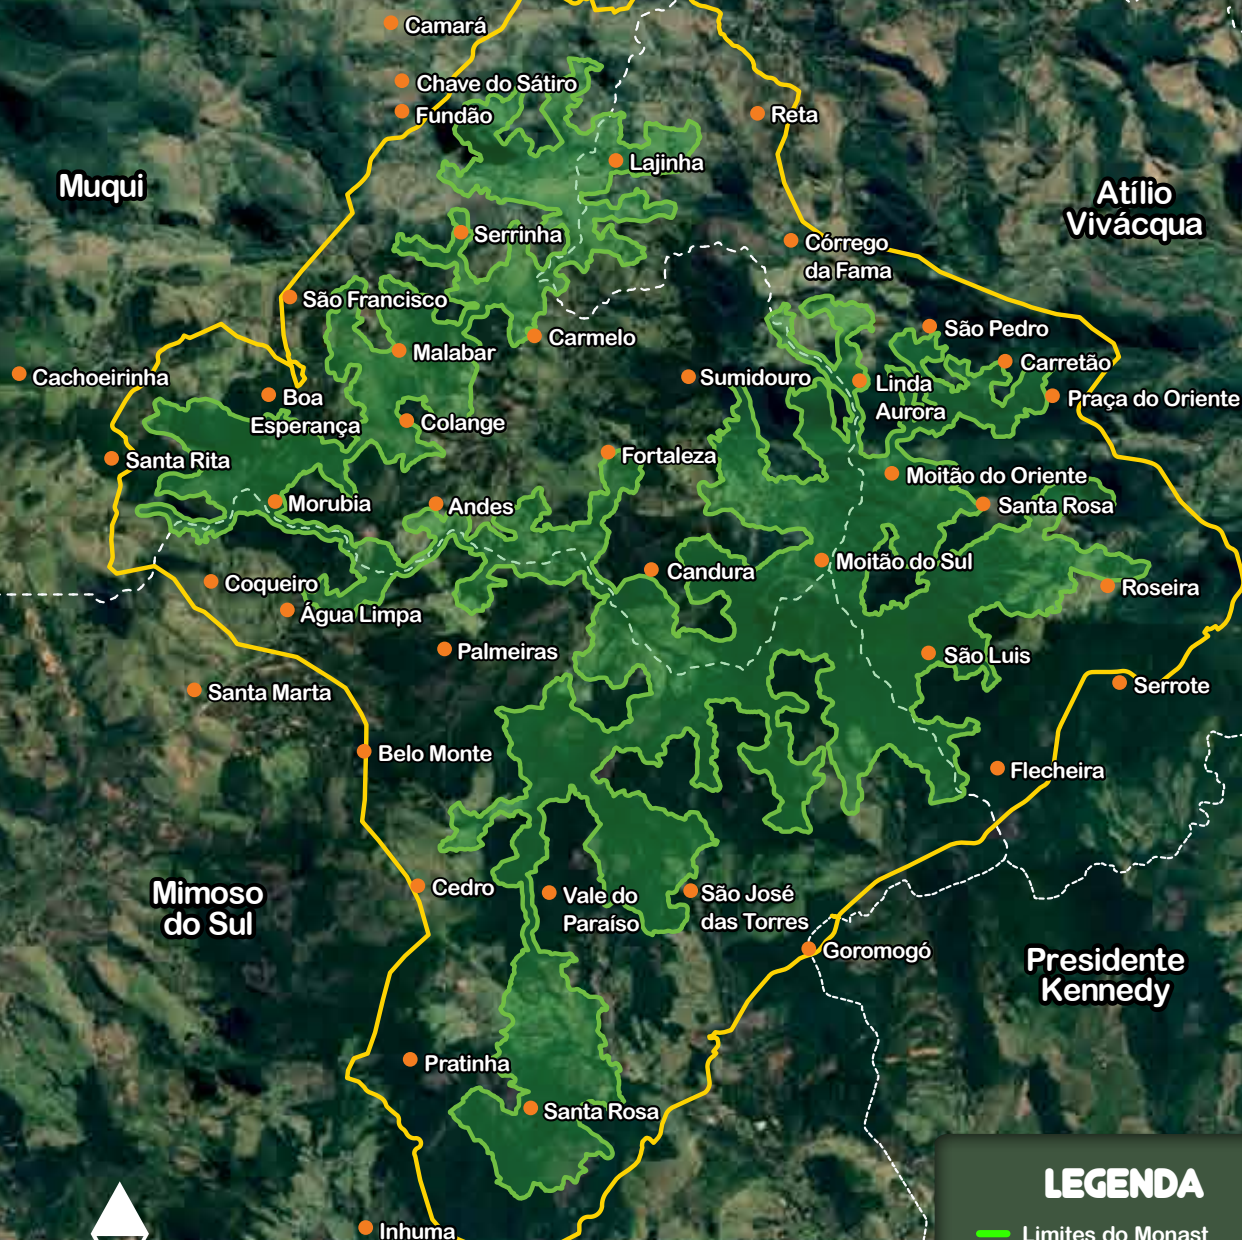 Camará
Chave do Sátiro
Fundão
Reta
Lajinha
Muqui
Atílio
Vivácqua
Serrinha
Córrego
da Fama
São Francisco
Carmelo
São Pedro
Malabar
Carretão
Cachoeirinha
Sumidouro
Linda
Aurora
Boa
Esperança
Praça do Oriente
Colange
Santa Rita
Fortaleza
Moitão do Oriente
Morubia
Andes
Santa Rosa
Moitão do Sul
Candura
Coqueiro
Roseira
Água Limpa
Palmeiras
São Luis
Santa Marta
Serrote
Belo Monte
Flecheira
Mimoso
do Sul
Cedro
Vale do
Paraíso
São José
das Torres
Goromogó
Presidente
Kennedy
Pratinha
Santa Rosa
LEGENDA
Inhuma
Limites do Monast